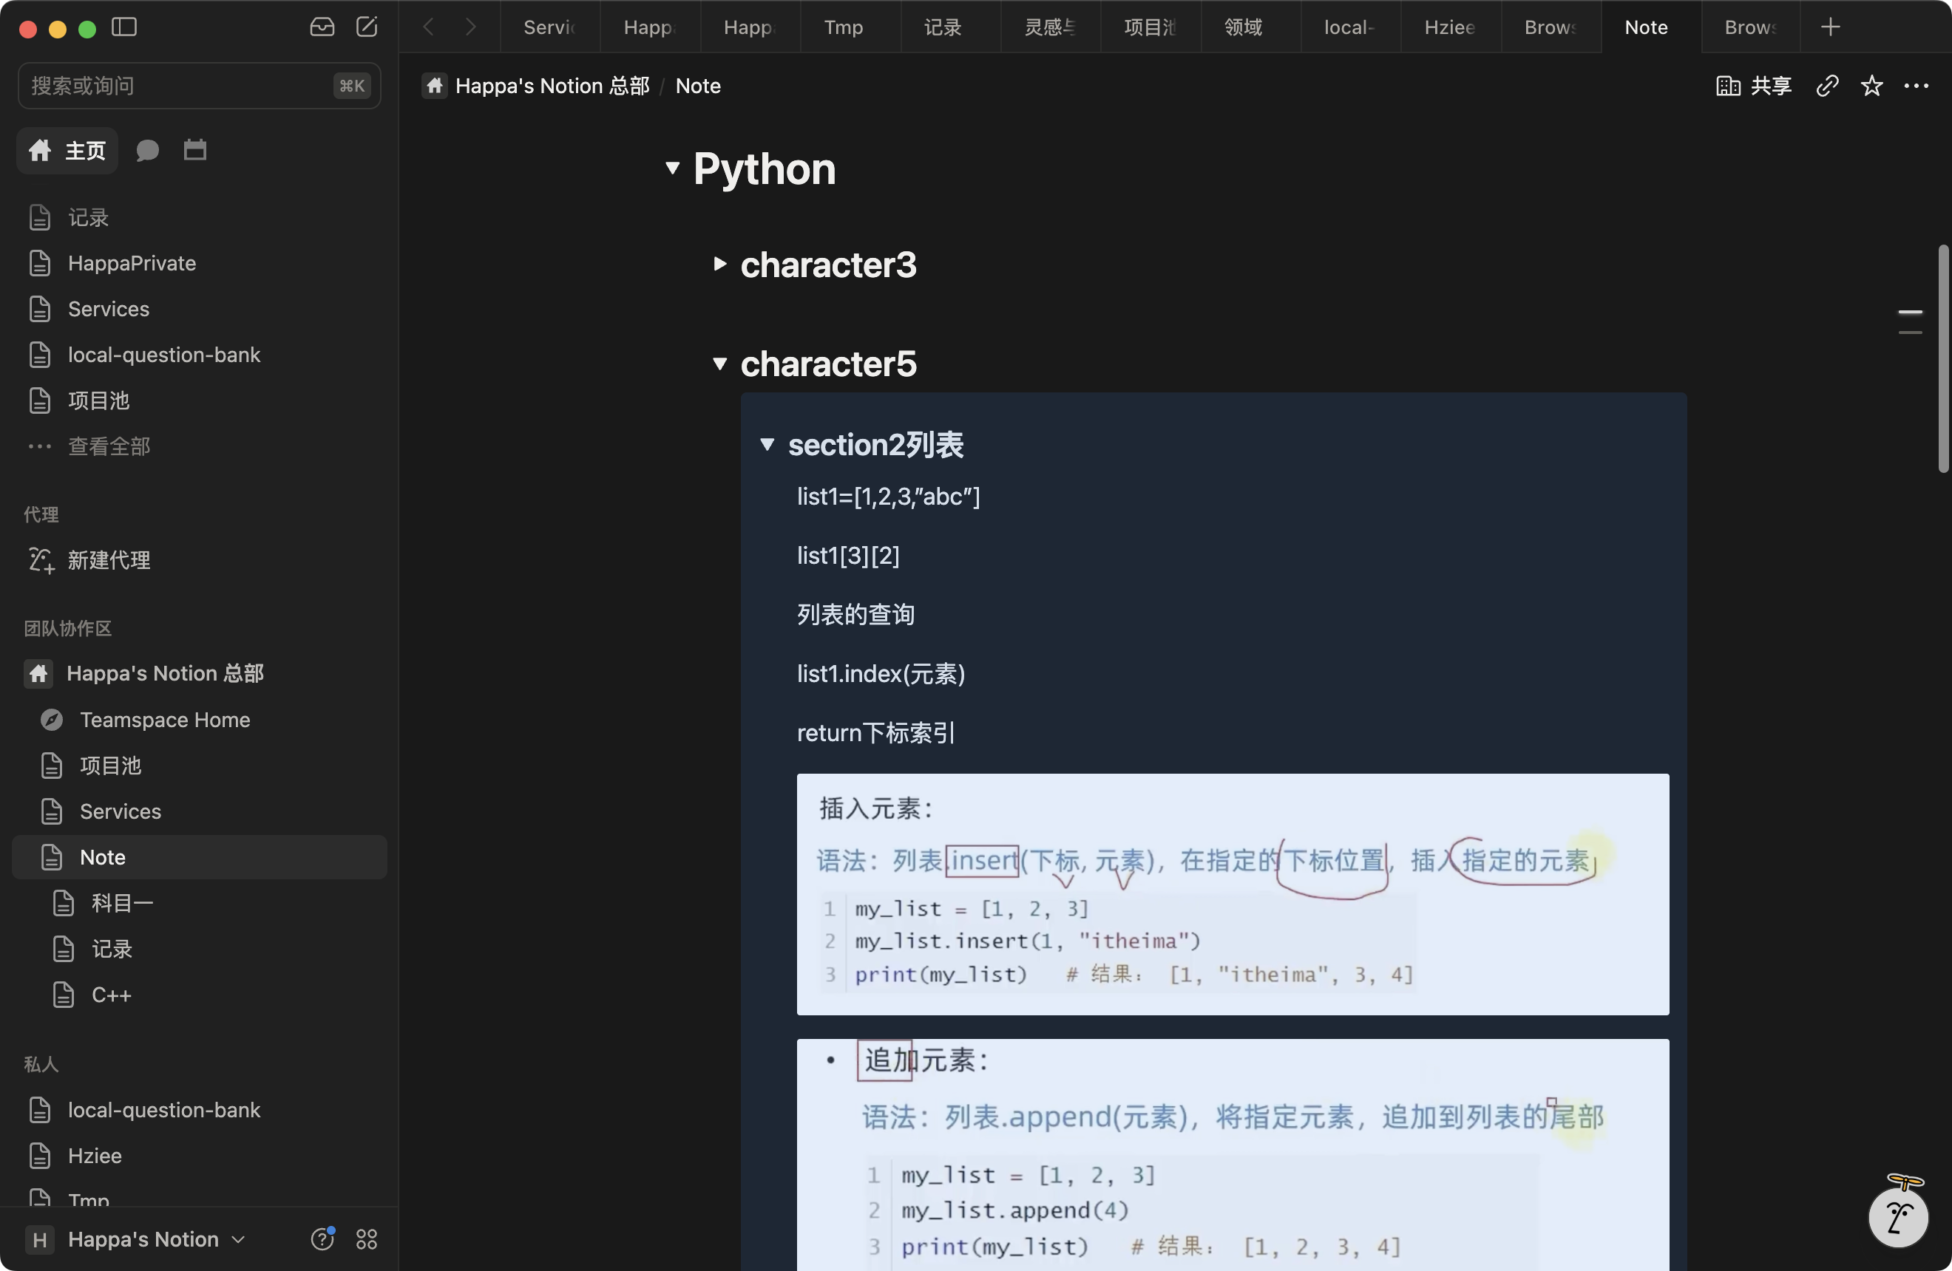 Servi
Happ
Happ
Tmp
记录
灵感与
项目池
领域
local-
Hziee
Brow
Note
Brow
搜索或询问
⌘K
Happa's Notion 总部 / Note
共享
主页
记录
HappaPrivate
Services
local-question-bank
项目池
查看全部
代理
新建代理
团队协作区
Happa's Notion 总部
Teamspace Home
项目池
Services
Note
科目一
记录
C++
私人
local-question-bank
Hziee
Tmp
H Happa's Notion
Python
character3
character5
section2列表
list1=[1,2,3,"abc"]
list1[3][2]
列表的查询
list1.index(元素)
return下标索引
插入元素：
语法：列表.insert(下标, 元素)，在指定的下标位置，插入指定的元素
1 my_list = [1, 2, 3]
2 my_list.insert(1, "itheima")
3 print(my_list) # 结果： [1, "itheima", 3, 4]
• 追加元素：
语法：列表.append(元素)，将指定元素，追加到列表的尾部
1 my_list = [1, 2, 3]
2 my_list.append(4)
3 print(my_list) # 结果： [1, 2, 3, 4]